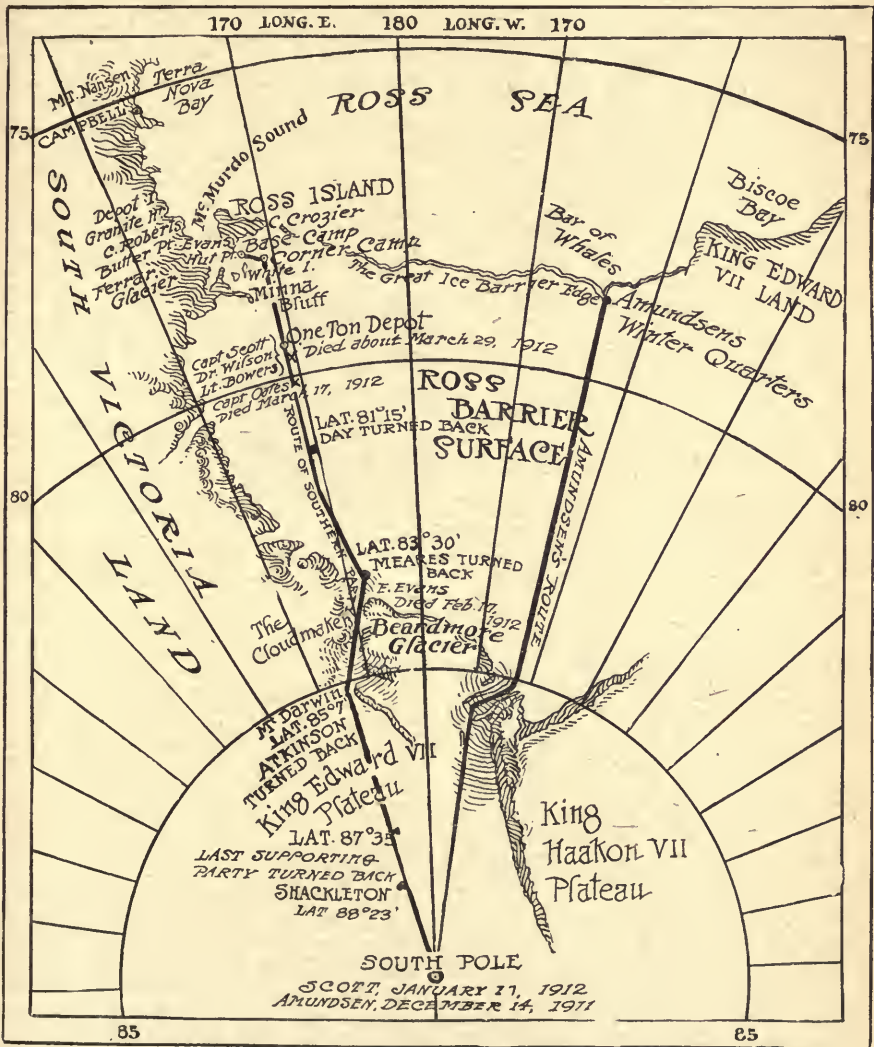 170 LONG. E. 180 LONG. W. 170
75
75
MT. Nansen
CAMPBELL
Terra
Nova
Bay
ROSS SEA
McMurdo Sound
SOUTH VICTORIA LAND
Depot I.
Granite H.
C. Roberts
Butter Pt.
Ferrar
Glacier
ROSS ISLAND
C. Crozier
Evans Base-Camp
Hut Pt.
Corner Camp
White I.
Minna
Bluff
The Great Ice Barrier Edge
Bay of
Whales
Biscoe
Bay
KING EDWARD
VII LAND
Amundsens
Winter Quarters
One Ton Depot
Died about March 29, 1912
Capt Scott
Dr. Wilson
Lt. Bowers
Capt Oates
Died March 17, 1912
ROSS
BARRIER
SURFACE
LAT. 81°15'
DAY TURNED BACK
ROUTE OF SOUTHERN PARTY
AMUNDSEN'S ROUTE
80
80
LAT. 83°30'
MEARES TURNED
BACK
E. Evans
Died Feb. 17,
1912
Beardmore
Glacier
The
Cloudmaker
Mt Darwin
LAT. 85°7'
ATKINSON
TURNED BACK
King Edward VII
Plateau
LAT. 87°35'
LAST SUPPORTING
PARTY TURNED BACK
SHACKLETON
LAT 88°23'
King
Haakon VII
Plateau
SOUTH POLE
SCOTT, JANUARY 17, 1912
AMUNDSEN, DECEMBER 14, 1911
85
85